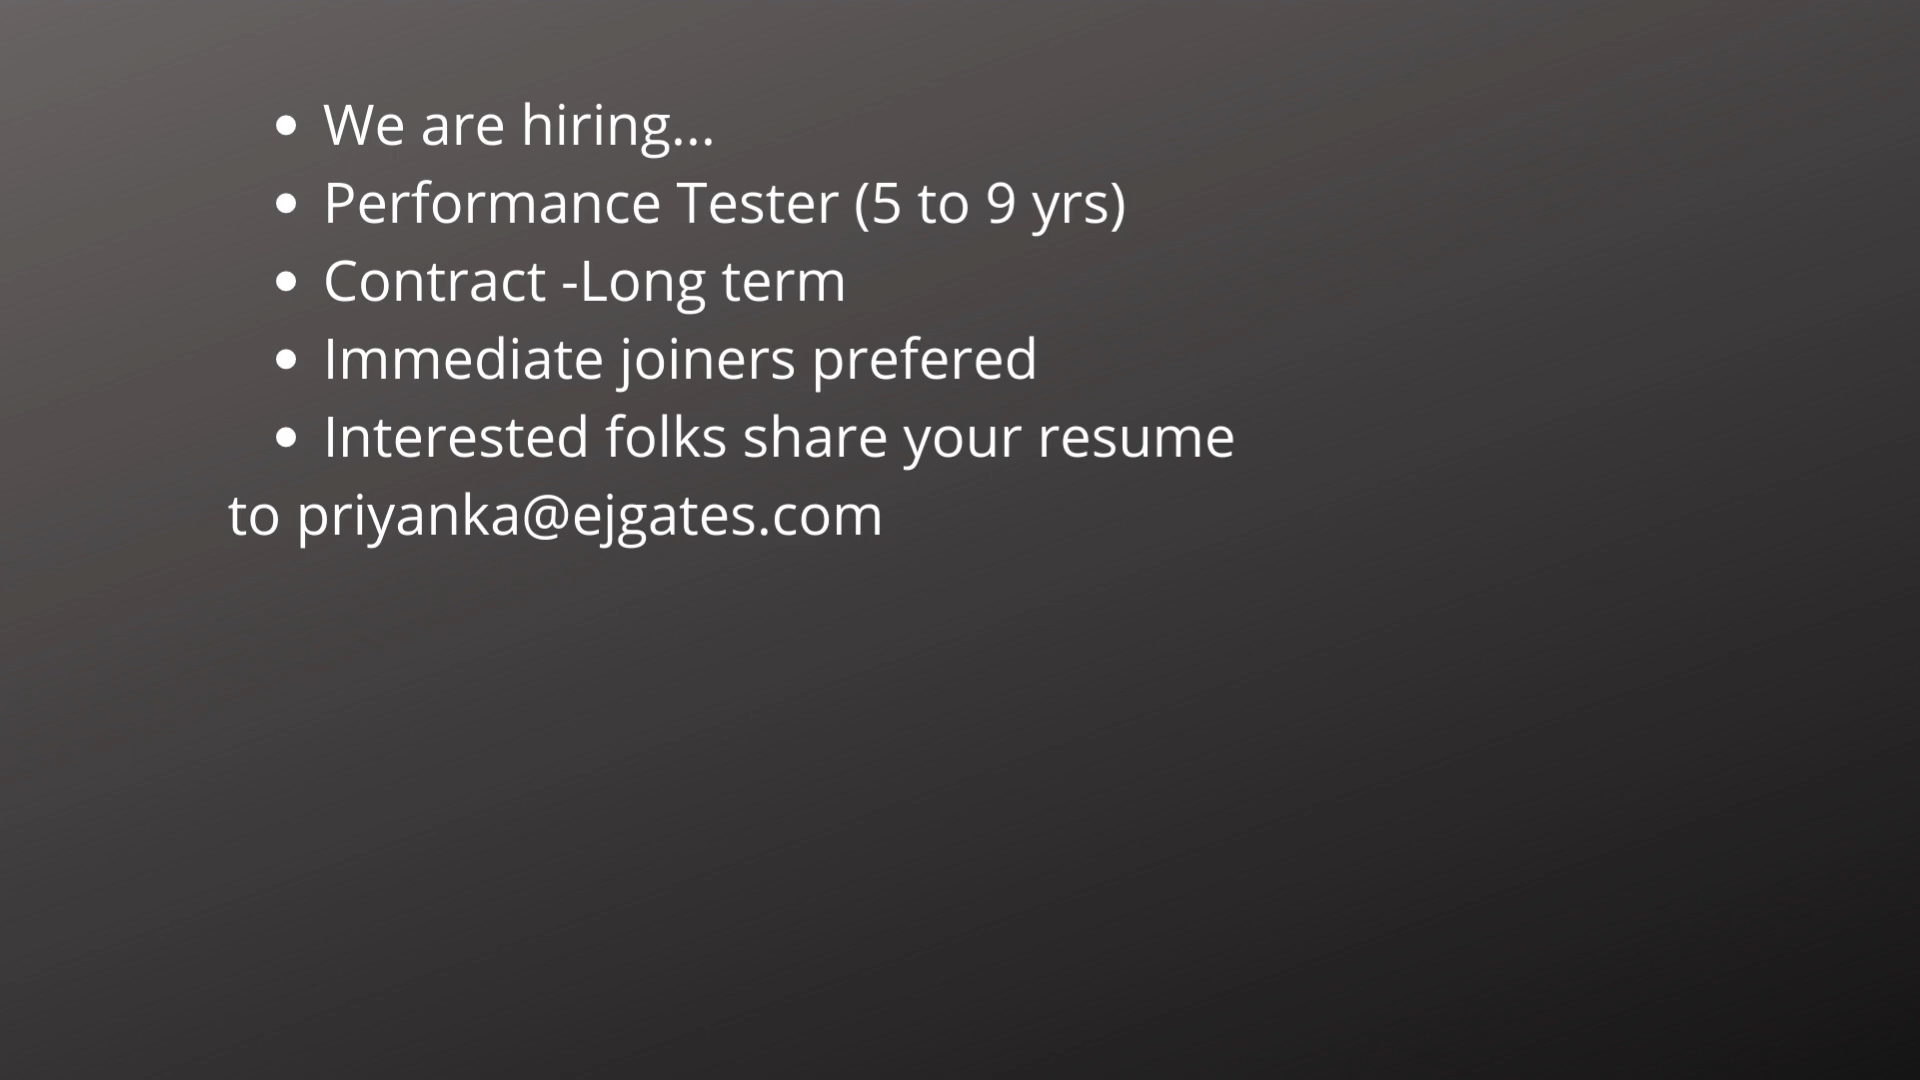 • We are hiring...
• Performance Tester (5 to 9 yrs)
• Contract -Long term
• Immediate joiners prefered
• Interested folks share your resume
to priyanka@ejgates.com